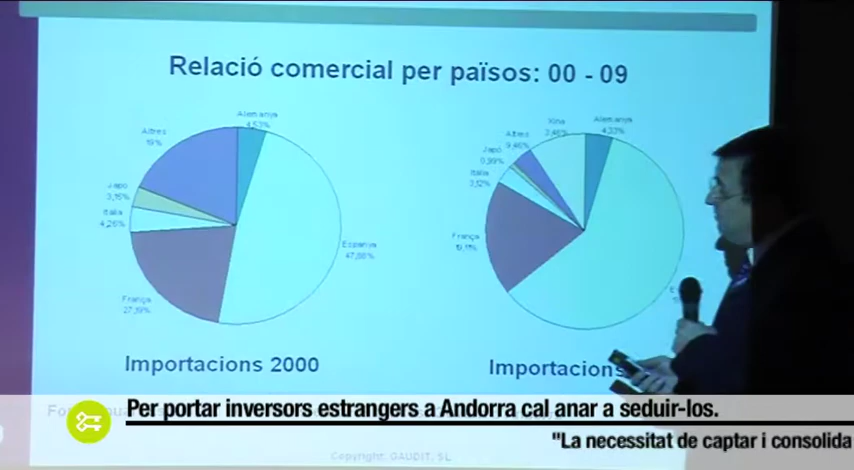 Relació comercial per països: 00 - 09
Alemanya
4,53%
Altres
19%
Japó
3,15%
Itàlia
4,26%
França
27,19%
Espanya
47,88%
Importacions 2000
Xina
3,46%
Alemanya
4,33%
Altres
9,46%
Japó
0,99%
Itàlia
3,12%
França
Importacions
Per portar inversors estrangers a Andorra cal anar a seduir-los.
"La necessitat de captar i consolida
Copyright: GAUDIT, SL